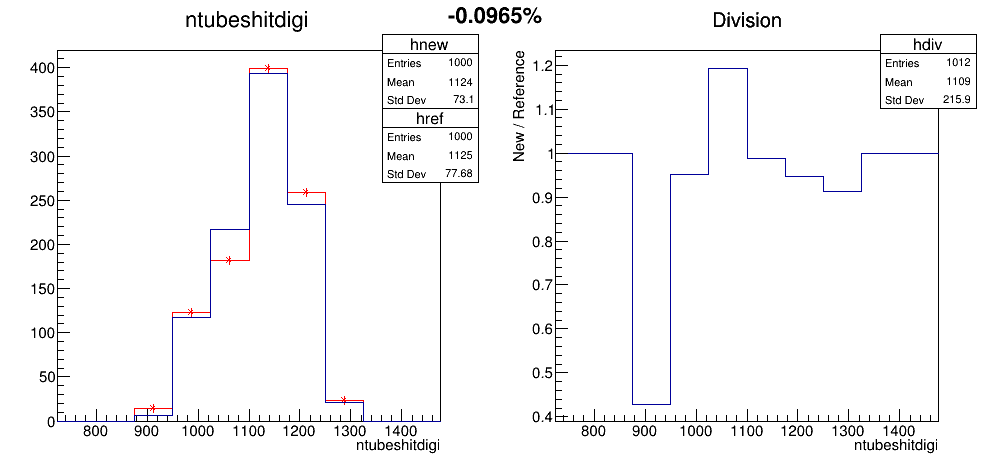 -0.0965%
ntubeshitdigi
hnew
Entries 1000
Mean 1124
Std Dev 73.1
href
Entries 1000
Mean 1125
Std Dev 77.68
400
350
300
250
200
150
100
50
0
800 900 1000 1100 1200 1300 1400
ntubeshitdigi
Division
hdiv
Entries 1012
Mean 1109
Std Dev 215.9
New / Reference
1.2
1.1
1
0.9
0.8
0.7
0.6
0.5
0.4
800 900 1000 1100 1200 1300 1400
ntubeshitdigi